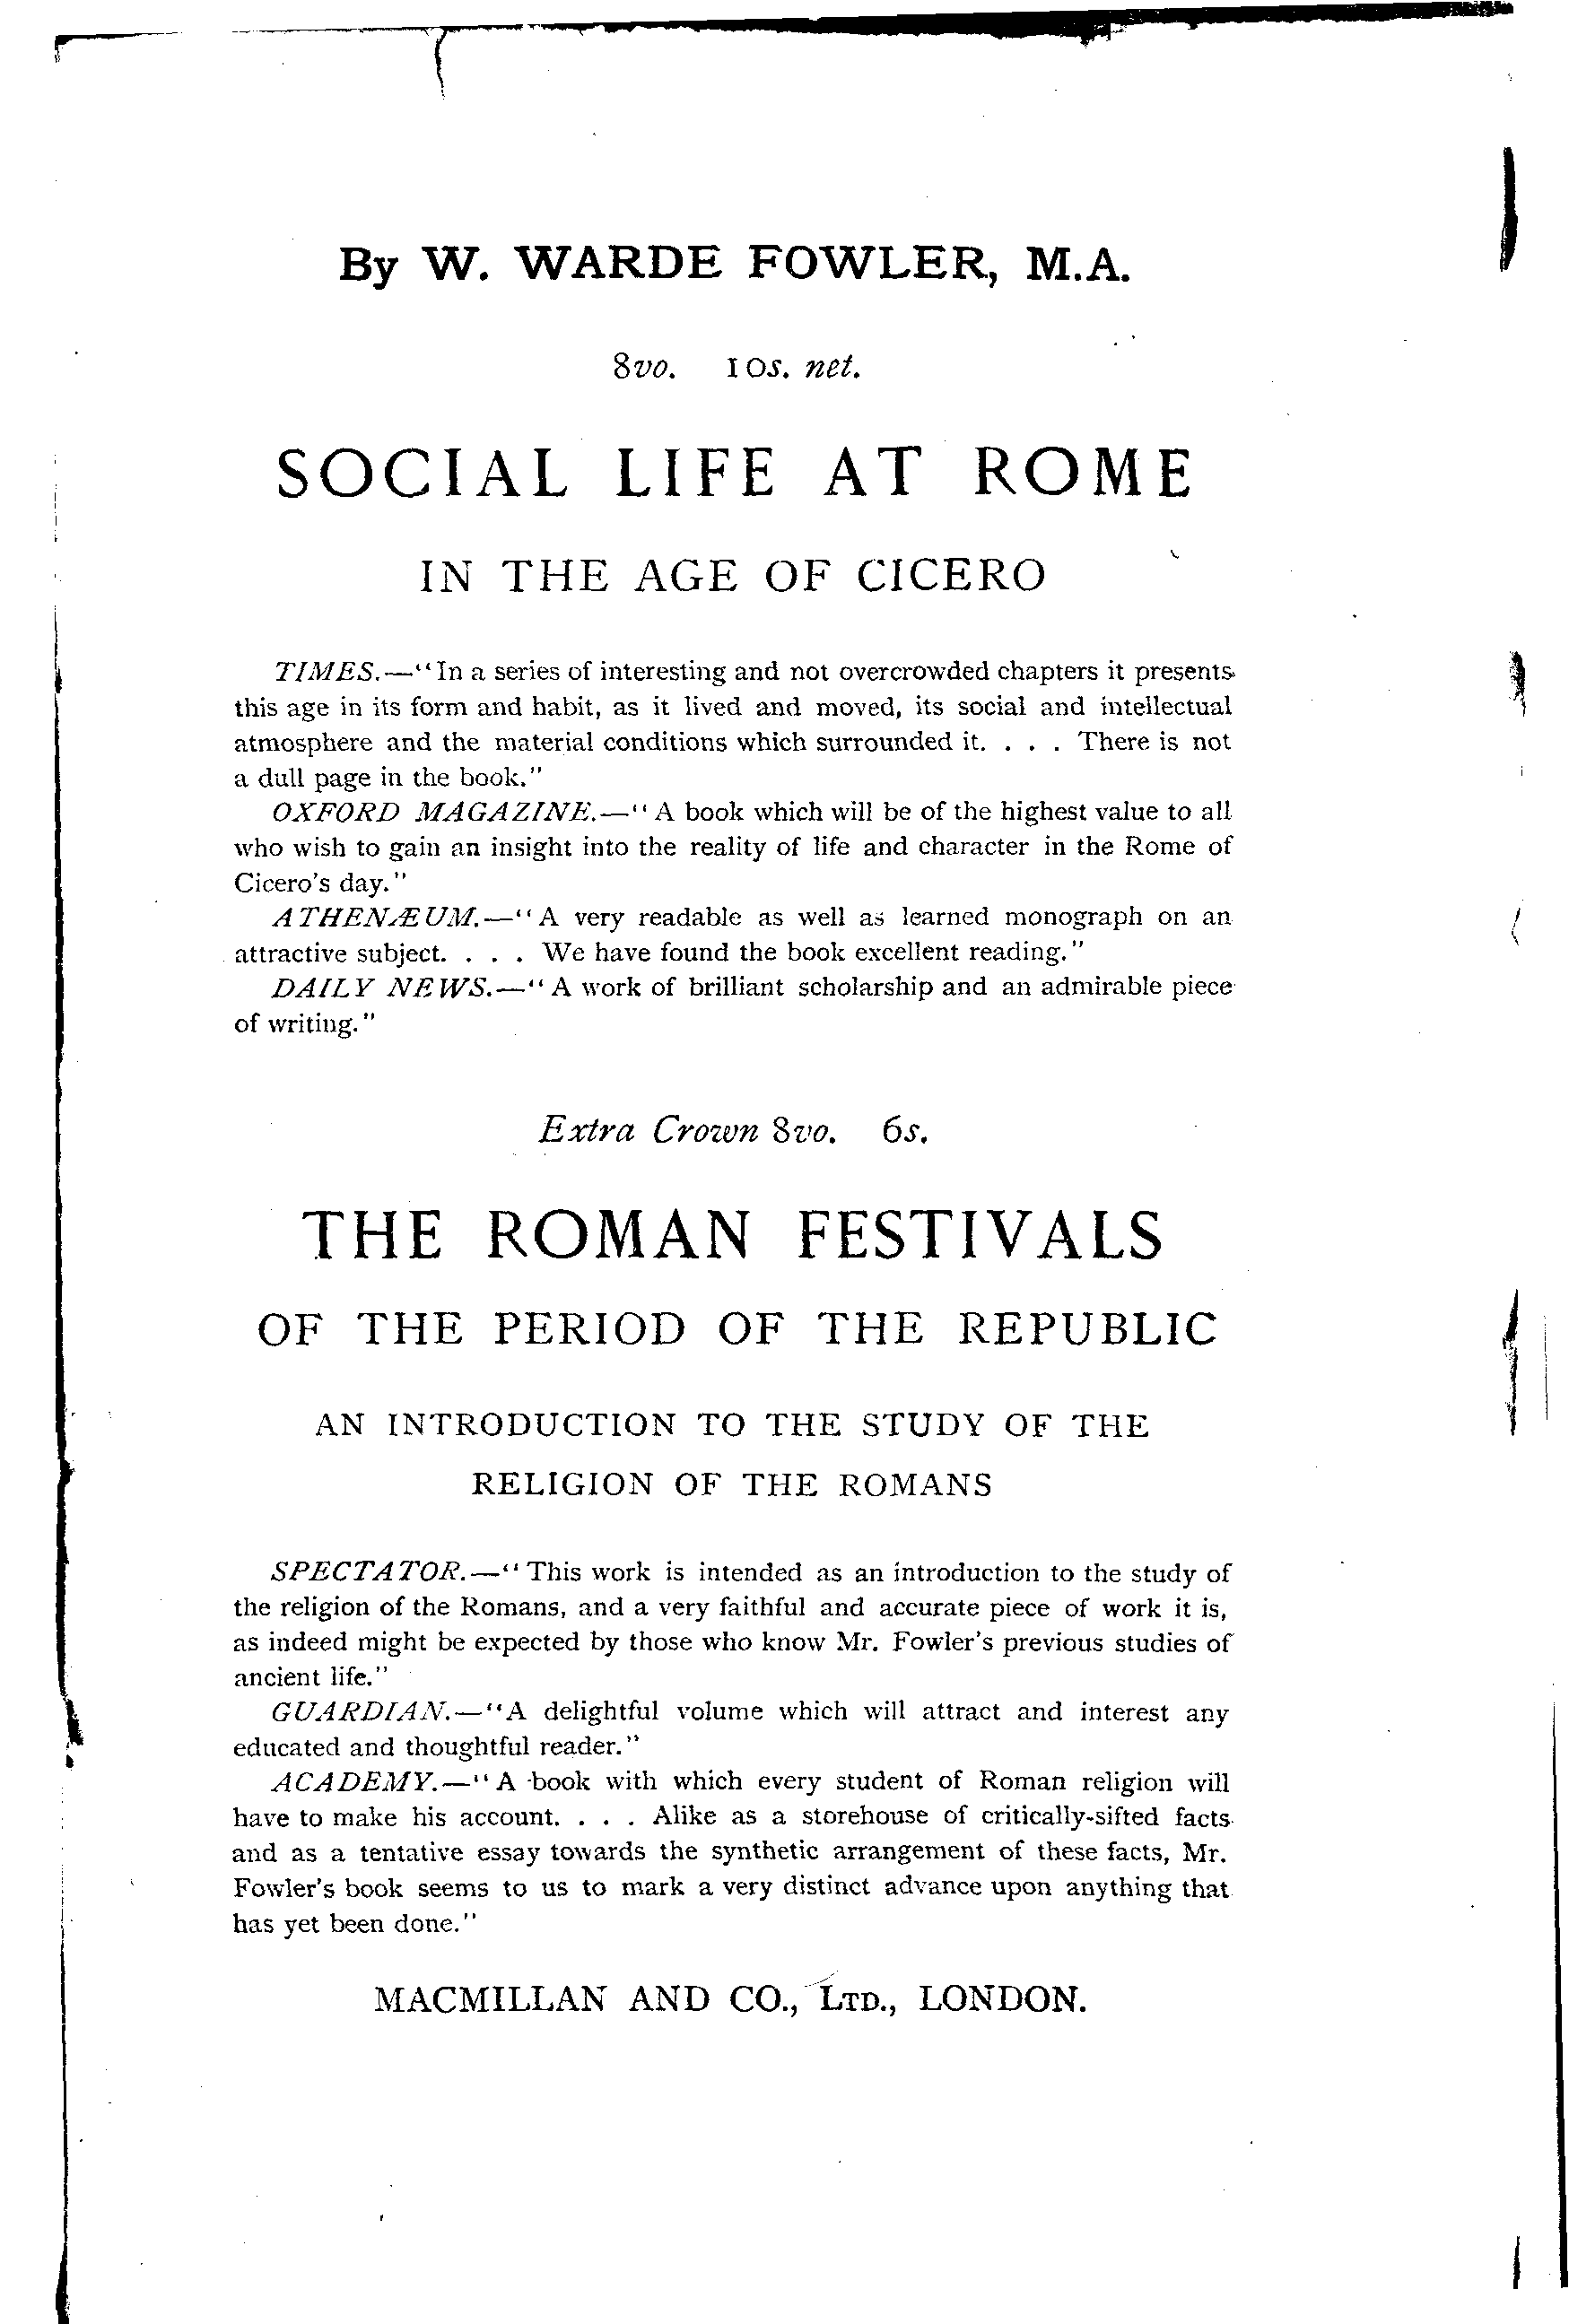 By W. WARDE FOWLER, M.A.
8vo. 10s. net.
SOCIAL LIFE AT ROME
IN THE AGE OF CICERO
TIMES.—"In a series of interesting and not overcrowded chapters it presents
this age in its form and habit, as it lived and moved, its social and intellectual
atmosphere and the material conditions which surrounded it. . . . There is not
a dull page in the book."
OXFORD MAGAZINE.—"A book which will be of the highest value to all
who wish to gain an insight into the reality of life and character in the Rome of
Cicero's day."
ATHENÆUM.—"A very readable as well as learned monograph on an
attractive subject. . . . We have found the book excellent reading."
DAILY NEWS.—"A work of brilliant scholarship and an admirable piece
of writing."
Extra Crown 8vo. 6s.
THE ROMAN FESTIVALS
OF THE PERIOD OF THE REPUBLIC
AN INTRODUCTION TO THE STUDY OF THE
RELIGION OF THE ROMANS
SPECTATOR.—"This work is intended as an introduction to the study of
the religion of the Romans, and a very faithful and accurate piece of work it is,
as indeed might be expected by those who know Mr. Fowler's previous studies of
ancient life."
GUARDIAN.—"A delightful volume which will attract and interest any
educated and thoughtful reader."
ACADEMY.—"A book with which every student of Roman religion will
have to make his account. . . . Alike as a storehouse of critically-sifted facts
and as a tentative essay towards the synthetic arrangement of these facts, Mr.
Fowler's book seems to us to mark a very distinct advance upon anything that
has yet been done."
MACMILLAN AND CO., LTD., LONDON.